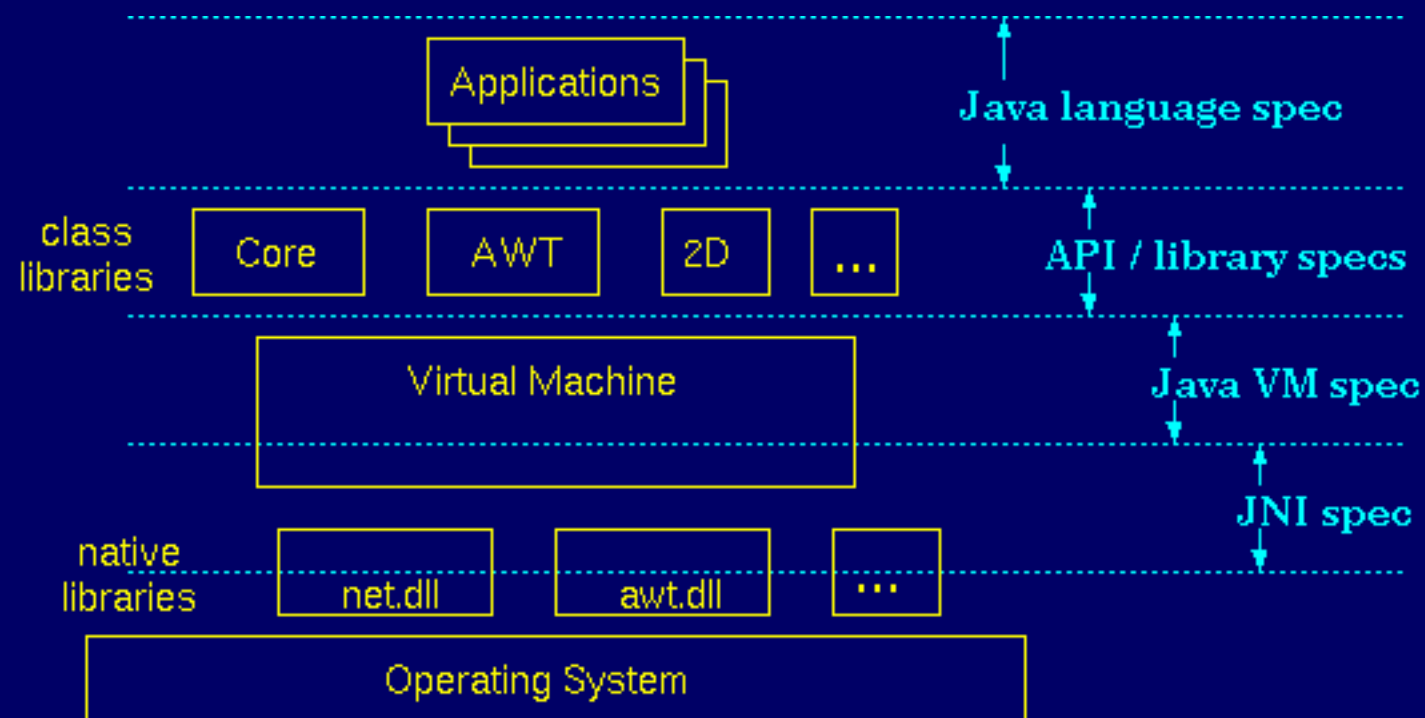 Applications
Java language spec
class
libraries
Core
AWT
2D
...
API / library specs
Virtual Machine
Java VM spec
JNI spec
native
libraries
net.dll
awt.dll
...
Operating System